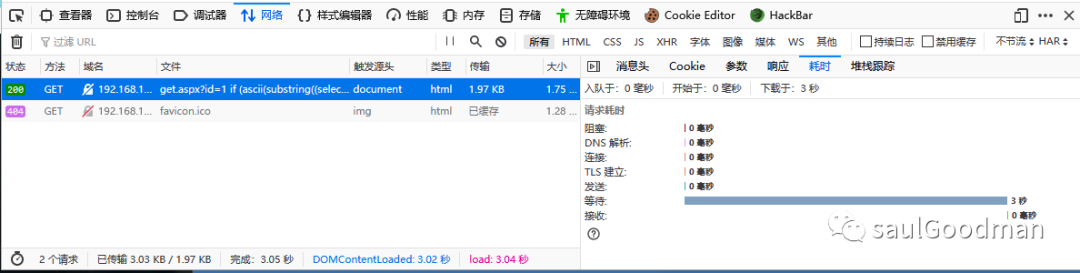 查看器 控制台 调试器 网络 样式编辑器 性能 内存 存储 无障碍环境 Cookie Editor HackBar
过滤 URL 所有 HTML CSS JS XHR 字体 图像 媒体 WS 其他 持续日志 禁用缓存 不节流 HAR
状态 方法 域名 文件 触发源头 类型 传输 大小 消息头 Cookie 参数 响应 耗时 堆栈跟踪
200 GET 192.168.1... get.aspx?id=1 if (ascii(substring((selec... document html 1.97 KB 1.75 ... 入队于: 0 毫秒 开始于: 0 毫秒 下载于: 3 秒
404 GET 192.168.1... favicon.ico img html 已缓存 1.28 ... 请求耗时
阻塞: 0 毫秒
DNS 解析: 0 毫秒
连接: 0 毫秒
TLS 建立: 0 毫秒
发送: 0 毫秒
等待: 3 秒
接收: 0 毫秒
saulGoodman
2 个请求 已传输 3.03 KB / 1.97 KB 完成: 3.05 秒 DOMContentLoaded: 3.02 秒 load: 3.04 秒